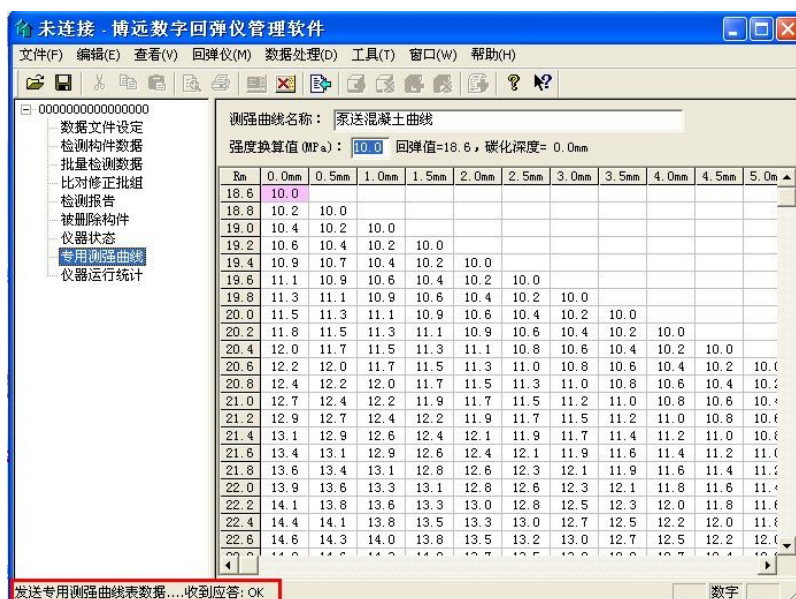 未连接 - 博远数字回弹仪管理软件
文件(F) 编辑(E) 查看(V) 回弹仪(M) 数据处理(D) 工具(T) 窗口(W) 帮助(H)
0000000000000000
数据文件设定
检测构件数据
批量检测数据
比对修正批组
检测报告
被删除构件
仪器状态
专用测强曲线
仪器运行统计
测强曲线名称： 泵送混凝土曲线
强度换算值(MPa)： 10.0 回弹值=18.6，碳化深度= 0.0mm
Rm 0.0mm 0.5mm 1.0mm 1.5mm 2.0mm 2.5mm 3.0mm 3.5mm 4.0mm 4.5mm 5.0m
18.6 10.0
18.8 10.2 10.0
19.0 10.4 10.2 10.0
19.2 10.6 10.4 10.2 10.0
19.4 10.9 10.7 10.4 10.2 10.0
19.6 11.1 10.9 10.6 10.4 10.2 10.0
19.8 11.3 11.1 10.9 10.6 10.4 10.2 10.0
20.0 11.5 11.3 11.1 10.9 10.6 10.4 10.2 10.0
20.2 11.8 11.5 11.3 11.1 10.9 10.6 10.4 10.2 10.0
20.4 12.0 11.7 11.5 11.3 11.1 10.8 10.6 10.4 10.2 10.0
20.6 12.2 12.0 11.7 11.5 11.3 11.0 10.8 10.6 10.4 10.2
20.8 12.4 12.2 12.0 11.7 11.5 11.3 11.0 10.8 10.6 10.4
21.0 12.7 12.4 12.2 11.9 11.7 11.5 11.2 11.0 10.8 10.6
21.2 12.9 12.7 12.4 12.2 11.9 11.7 11.5 11.2 11.0 10.8
21.4 13.1 12.9 12.6 12.4 12.1 11.9 11.7 11.4 11.2 11.0
21.6 13.4 13.1 12.9 12.6 12.4 12.1 11.9 11.6 11.4 11.2
21.8 13.6 13.4 13.1 12.8 12.6 12.3 12.1 11.9 11.6 11.4
22.0 13.9 13.6 13.3 13.1 12.8 12.6 12.3 12.1 11.8 11.6
22.2 14.1 13.8 13.6 13.3 13.0 12.8 12.5 12.3 12.0 11.8
22.4 14.4 14.1 13.8 13.5 13.3 13.0 12.7 12.5 12.2 12.0
22.6 14.6 14.3 14.0 13.8 13.5 13.2 13.0 12.7 12.5 12.2
发送专用测强曲线表数据....收到应答: OK
数字